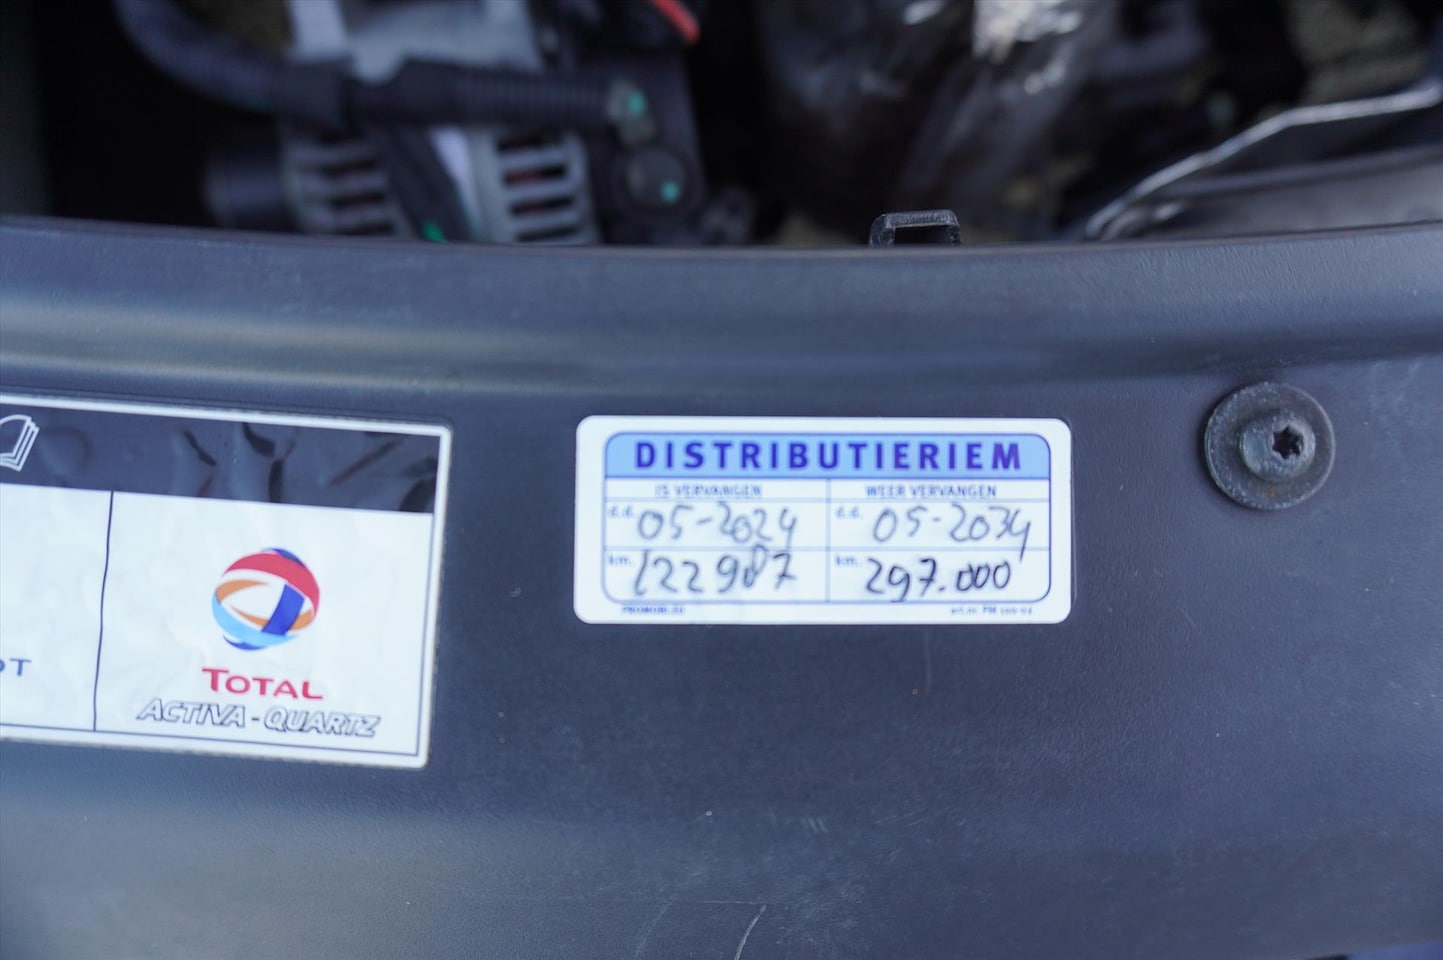 DISTRIBUTIERIEM
IS VERVANGEN WEER VERVANGEN
d.d. 05-2024 d.d. 05-2034
km. 122987 km. 297.000
TOTAL
ACTIVA-QUARTZ